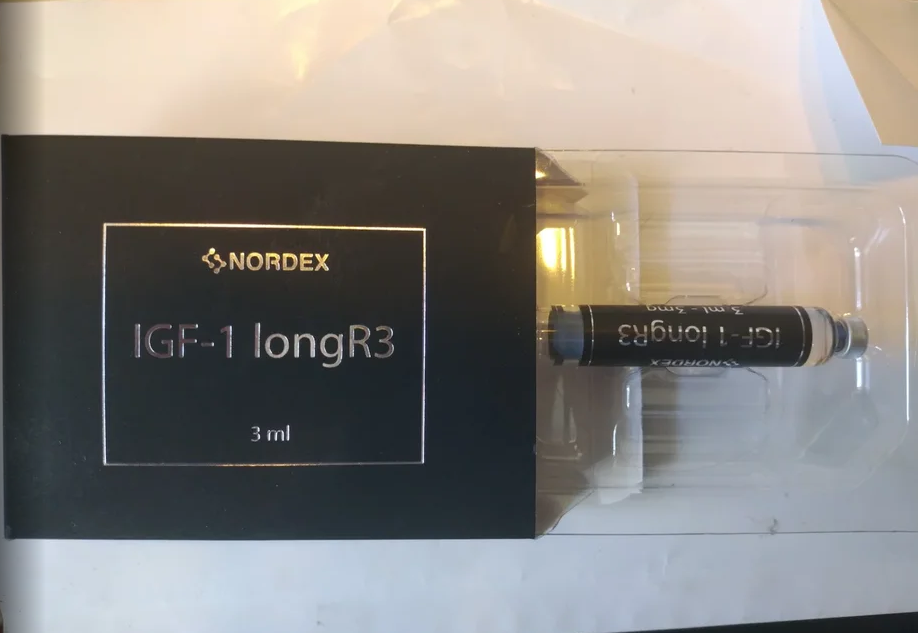 NORDEX
IGF-1 longR3
3 ml
NORDEX
IGF-1 longR3
3 ml-3mg